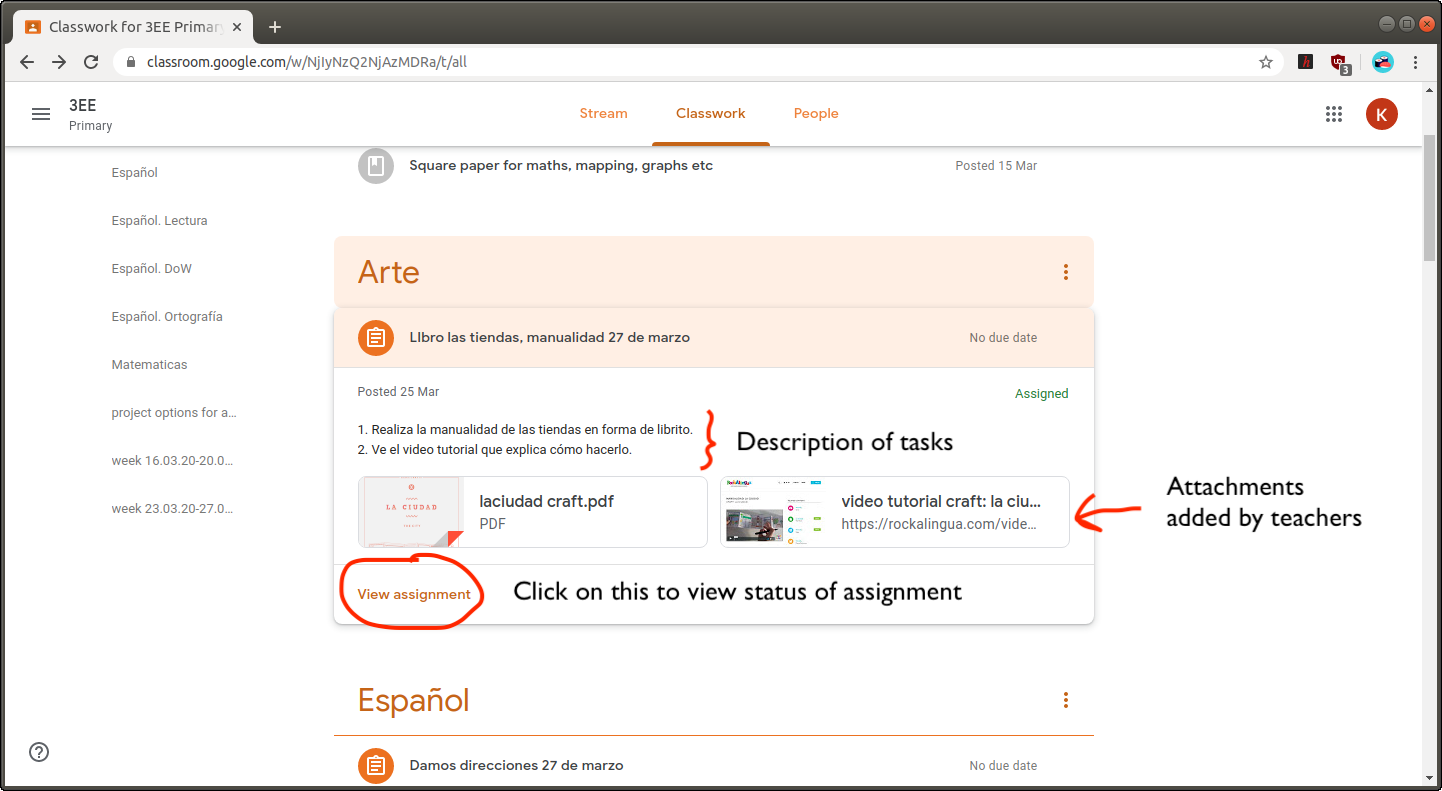 Classwork for 3EE Primary
classroom.google.com/w/NjIyNzQ2NjAzMDRa/t/all
3
3EE
Primary
Stream
Classwork
People
K
Español
Español. Lectura
Español. DoW
Español. Ortografía
Matematicas
project options for a...
week 16.03.20-20.0...
week 23.03.20-27.0...
Square paper for maths, mapping, graphs etc
Posted 15 Mar
Arte
LIbro las tiendas, manualidad 27 de marzo
No due date
Posted 25 Mar
Assigned
1. Realiza la manualidad de las tiendas en forma de librito.
2. Ve el video tutorial que explica cómo hacerlo.
Description of tasks
LA CIUDAD
laciudad craft.pdf
PDF
video tutorial craft: la ciu...
https://rockalingua.com/vide...
Attachments
added by teachers
View assignment
Click on this to view status of assignment
Español
Damos direcciones 27 de marzo
No due date